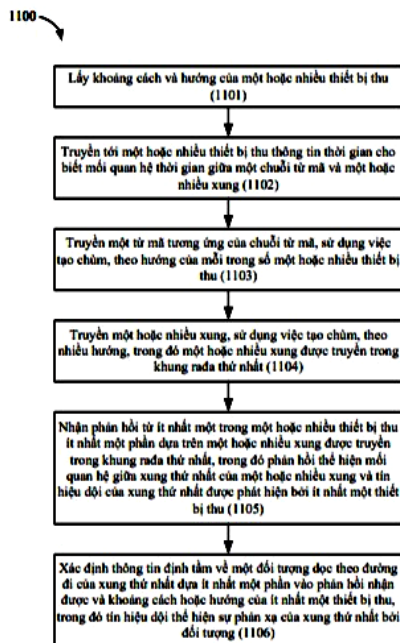 1100
Lấy khoảng cách và hướng của một hoặc nhiều thiết bị thu
(1101)
Truyền tới một hoặc nhiều thiết bị thu thông tin thời gian cho
biết mối quan hệ thời gian giữa một chuỗi từ mã và một hoặc
nhiều xung (1102)
Truyền một từ mã tương ứng của chuỗi từ mã, sử dụng việc
tạo chùm, theo hướng của mỗi trong số một hoặc nhiều thiết bị
thu (1103)
Truyền một hoặc nhiều xung, sử dụng việc tạo chùm, theo
nhiều hướng, trong đó một hoặc nhiều xung được truyền trong
khung rađa thứ nhất (1104)
Nhận phản hồi từ ít nhất một trong một hoặc nhiều thiết bị thu
ít nhất một phần dựa trên một hoặc nhiều xung được truyền
trong khung rađa thứ nhất, trong đó phản hồi thể hiện mối
quan hệ giữa xung thứ nhất của một hoặc nhiều xung và tín
hiệu dội của xung thứ nhất được phát hiện bởi ít nhất một thiết
bị thu (1105)
Xác định thông tin định tầm về một đối tượng dọc theo đường
đi của xung thứ nhất dựa ít nhất một phần vào phản hồi nhận
được và khoảng cách hoặc hướng của ít nhất một thiết bị thu,
trong đó tín hiệu dội thể hiện sự phản xạ của xung thứ nhất bởi
đối tượng (1106)